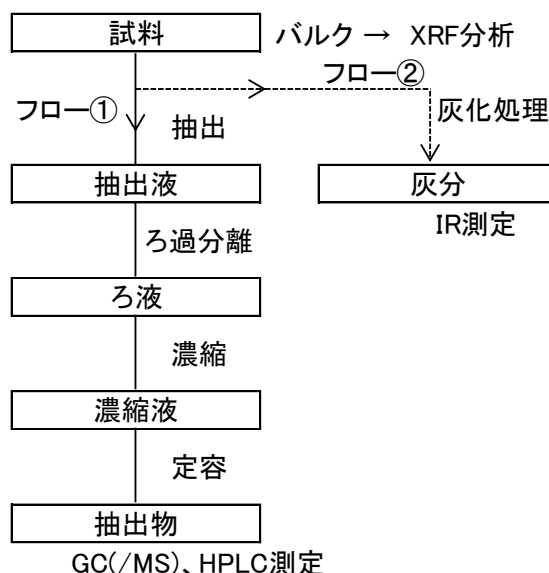 試料
バルク → XRF分析
フロー②
フロー①
抽出
灰化処理
抽出液
灰分
IR測定
ろ過分離
ろ液
濃縮
濃縮液
定容
抽出物
GC(/MS)、HPLC測定